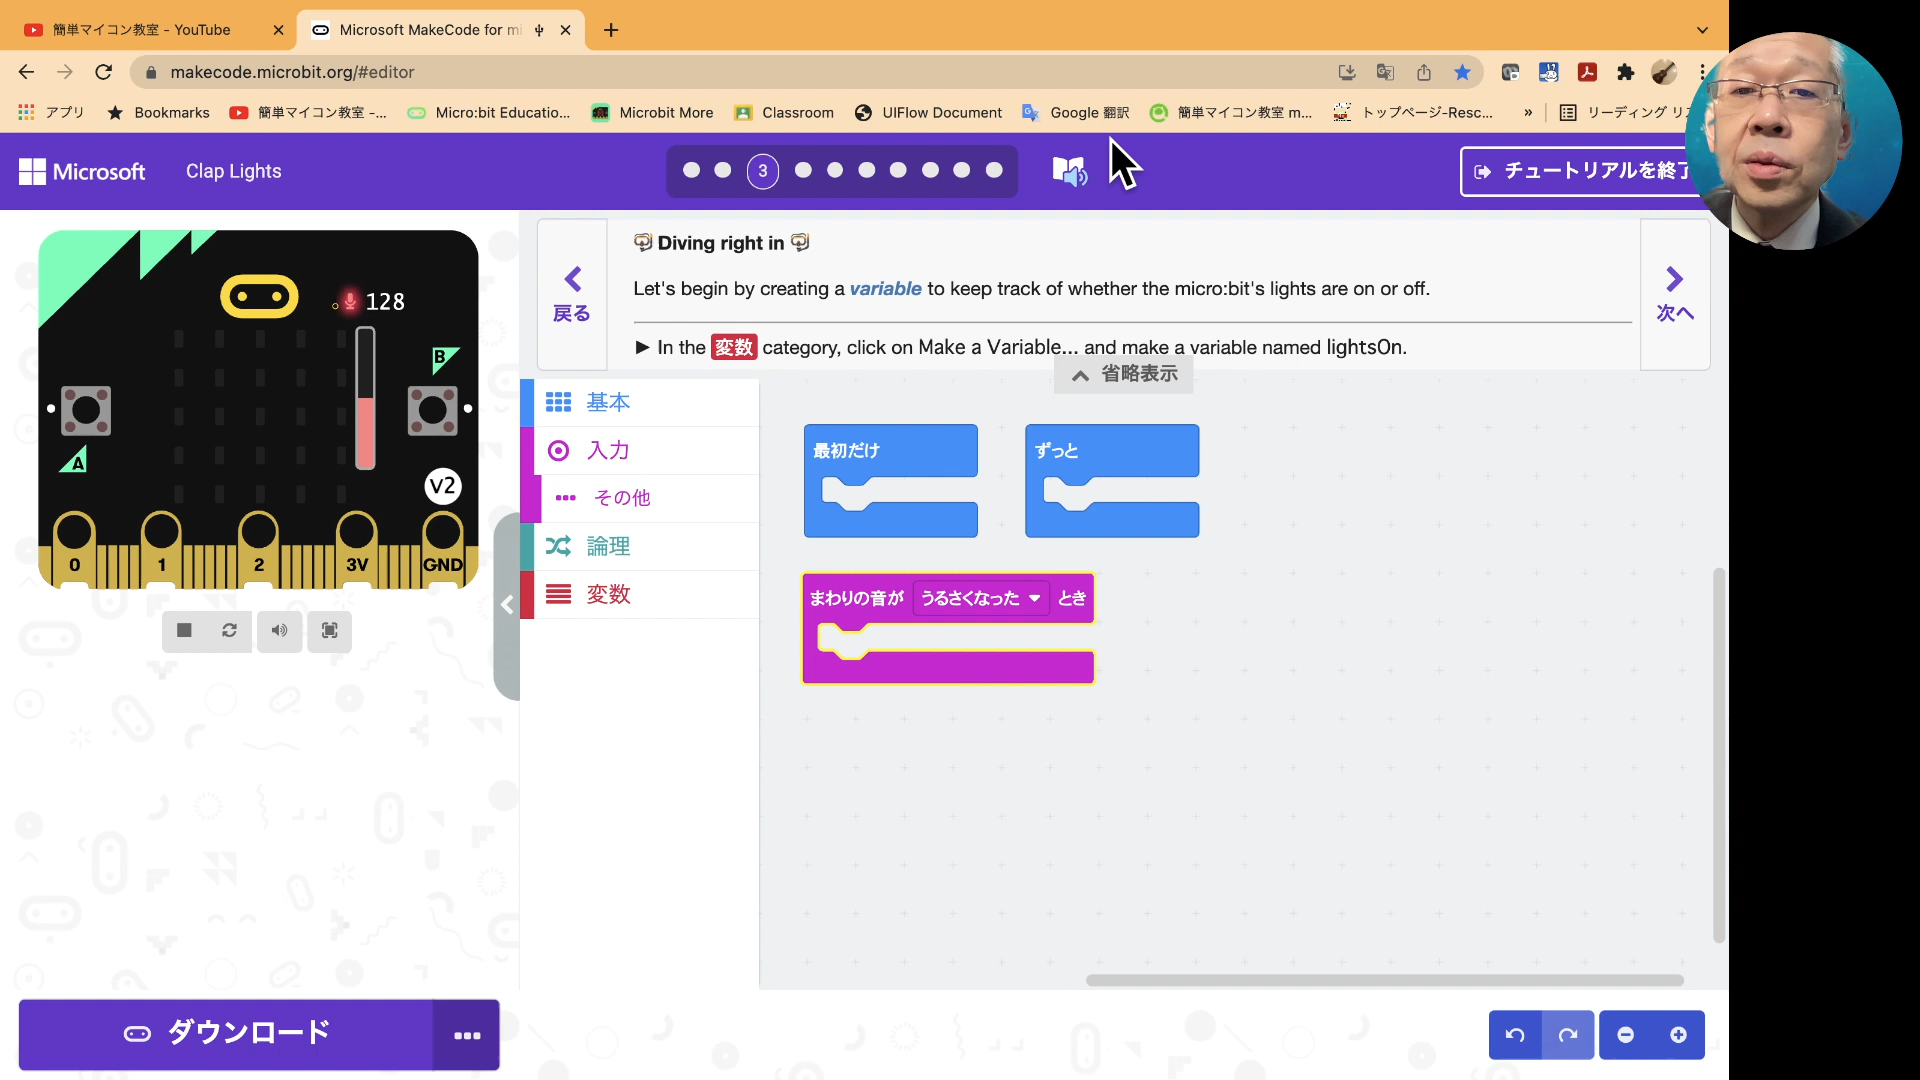 簡単マイコン教室 - YouTube
Microsoft MakeCode for mi
makecode.microbit.org/#editor
アプリ
Bookmarks
簡単マイコン教室 -...
Micro:bit Educatio...
Microbit More
Classroom
UIFlow Document
Google 翻訳
簡単マイコン教室 m...
トップページ-Resc...
»
リーディング リ
Microsoft
Clap Lights
3
チュートリアルを終了
戻る
Diving right in
Let's begin by creating a variable to keep track of whether the micro:bit's lights are on or off.
► In the 変数 category, click on Make a Variable... and make a variable named lightsOn.
次へ
省略表示
128
B
A
V2
0 1 2 3V GND
基本
入力
その他
論理
変数
最初だけ
ずっと
まわりの音が うるさくなった とき
ダウンロード